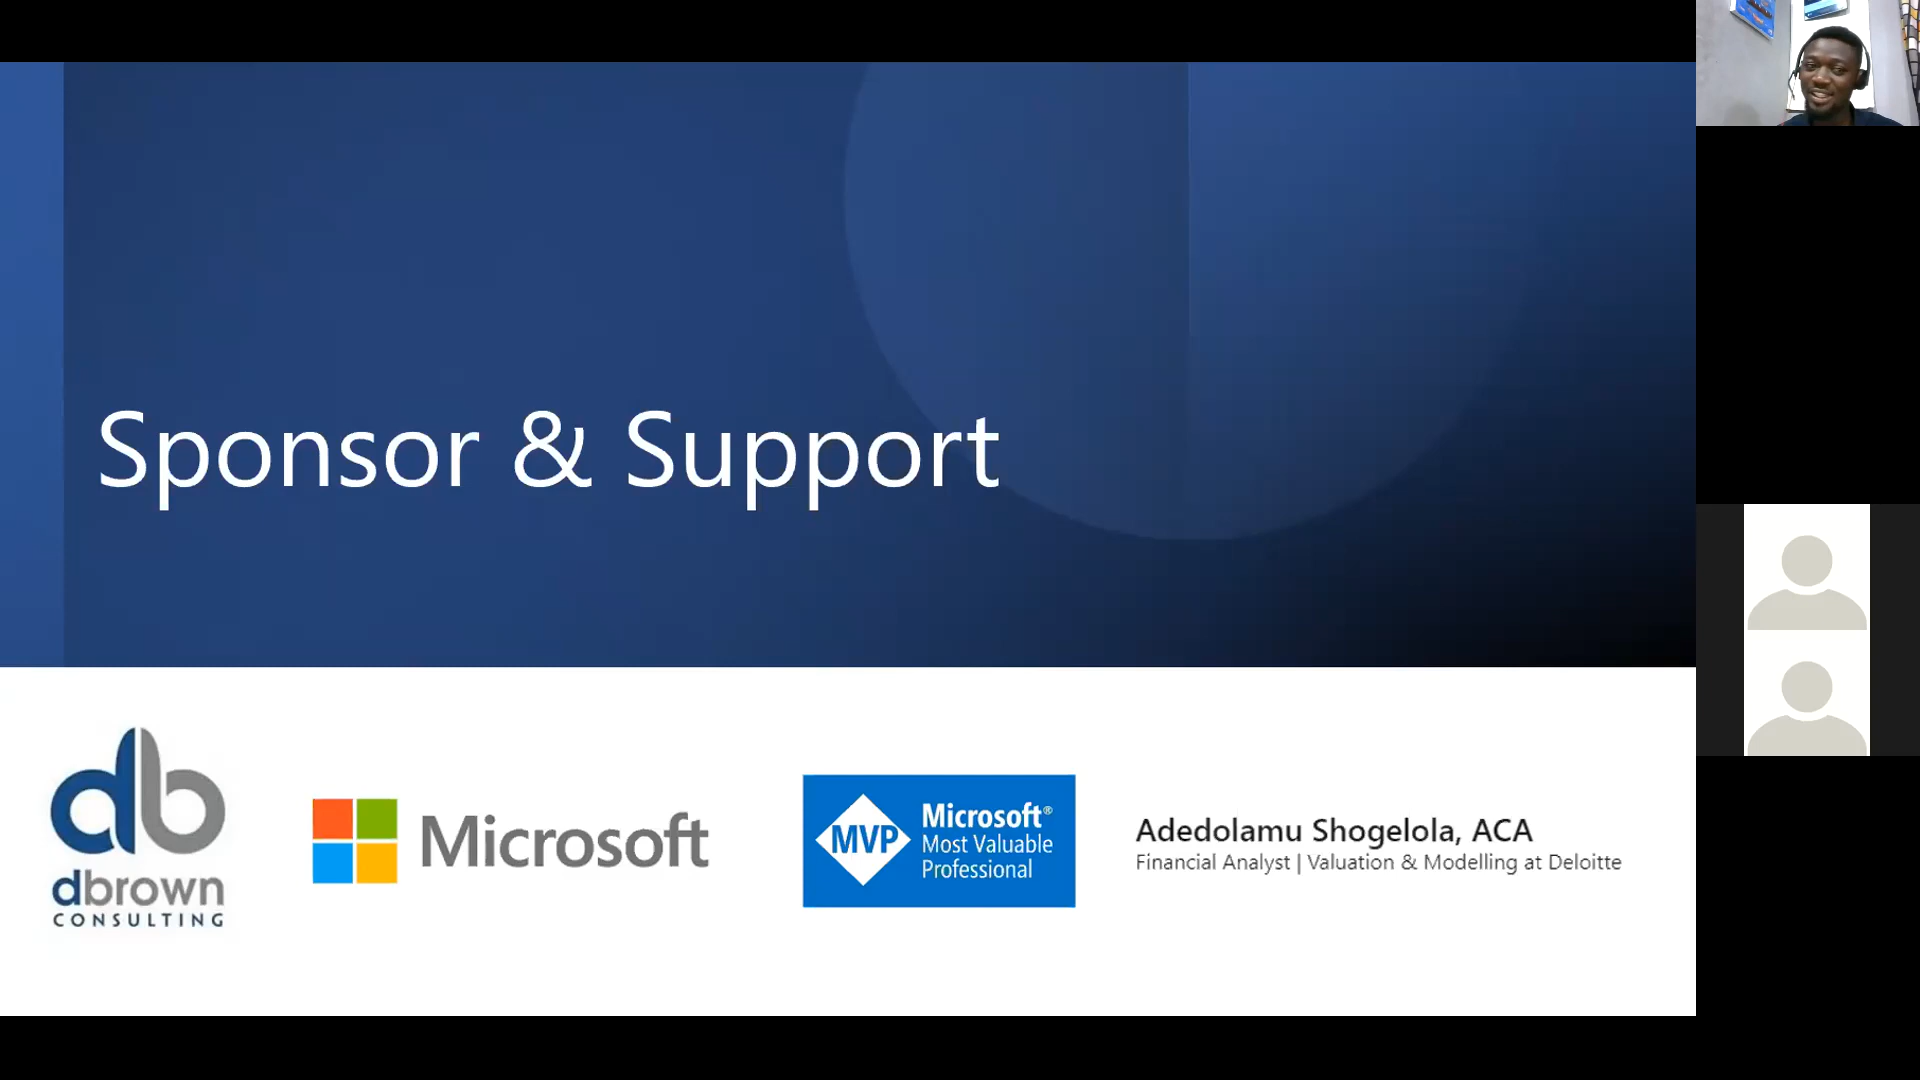 Sponsor & Support
db
dbrown
CONSULTING
Microsoft
MVP
Microsoft®
Most Valuable
Professional
Adedolamu Shogelola, ACA
Financial Analyst | Valuation & Modelling at Deloitte